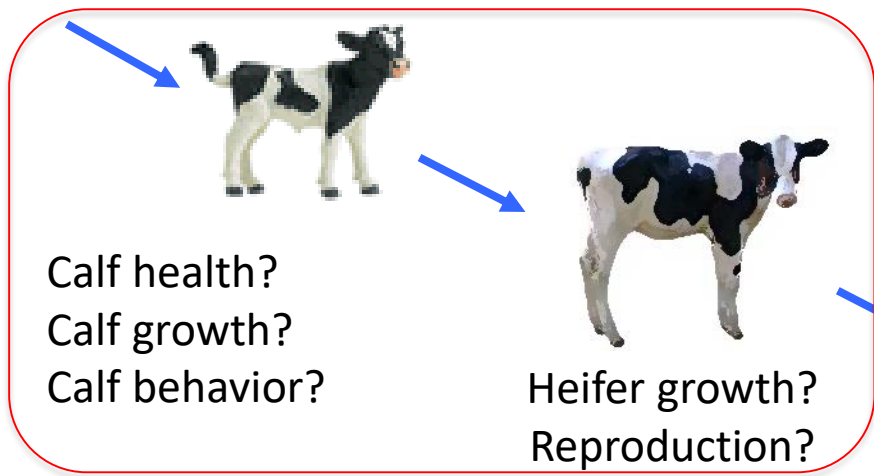 Calf health?
Calf growth?
Calf behavior?
Heifer growth?
Reproduction?